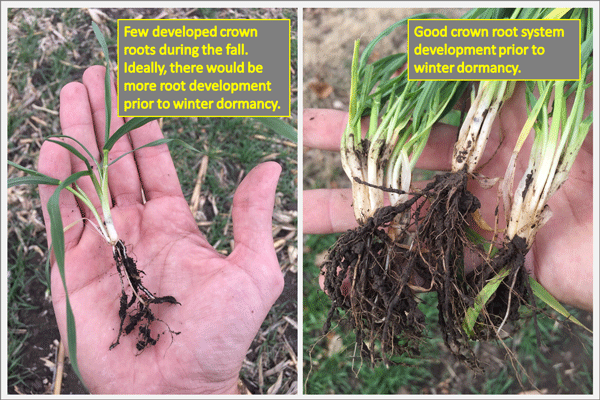 Few developed crown
roots during the fall.
Ideally, there would be
more root development
prior to winter dormancy.
Good crown root system
development prior to
winter dormancy.